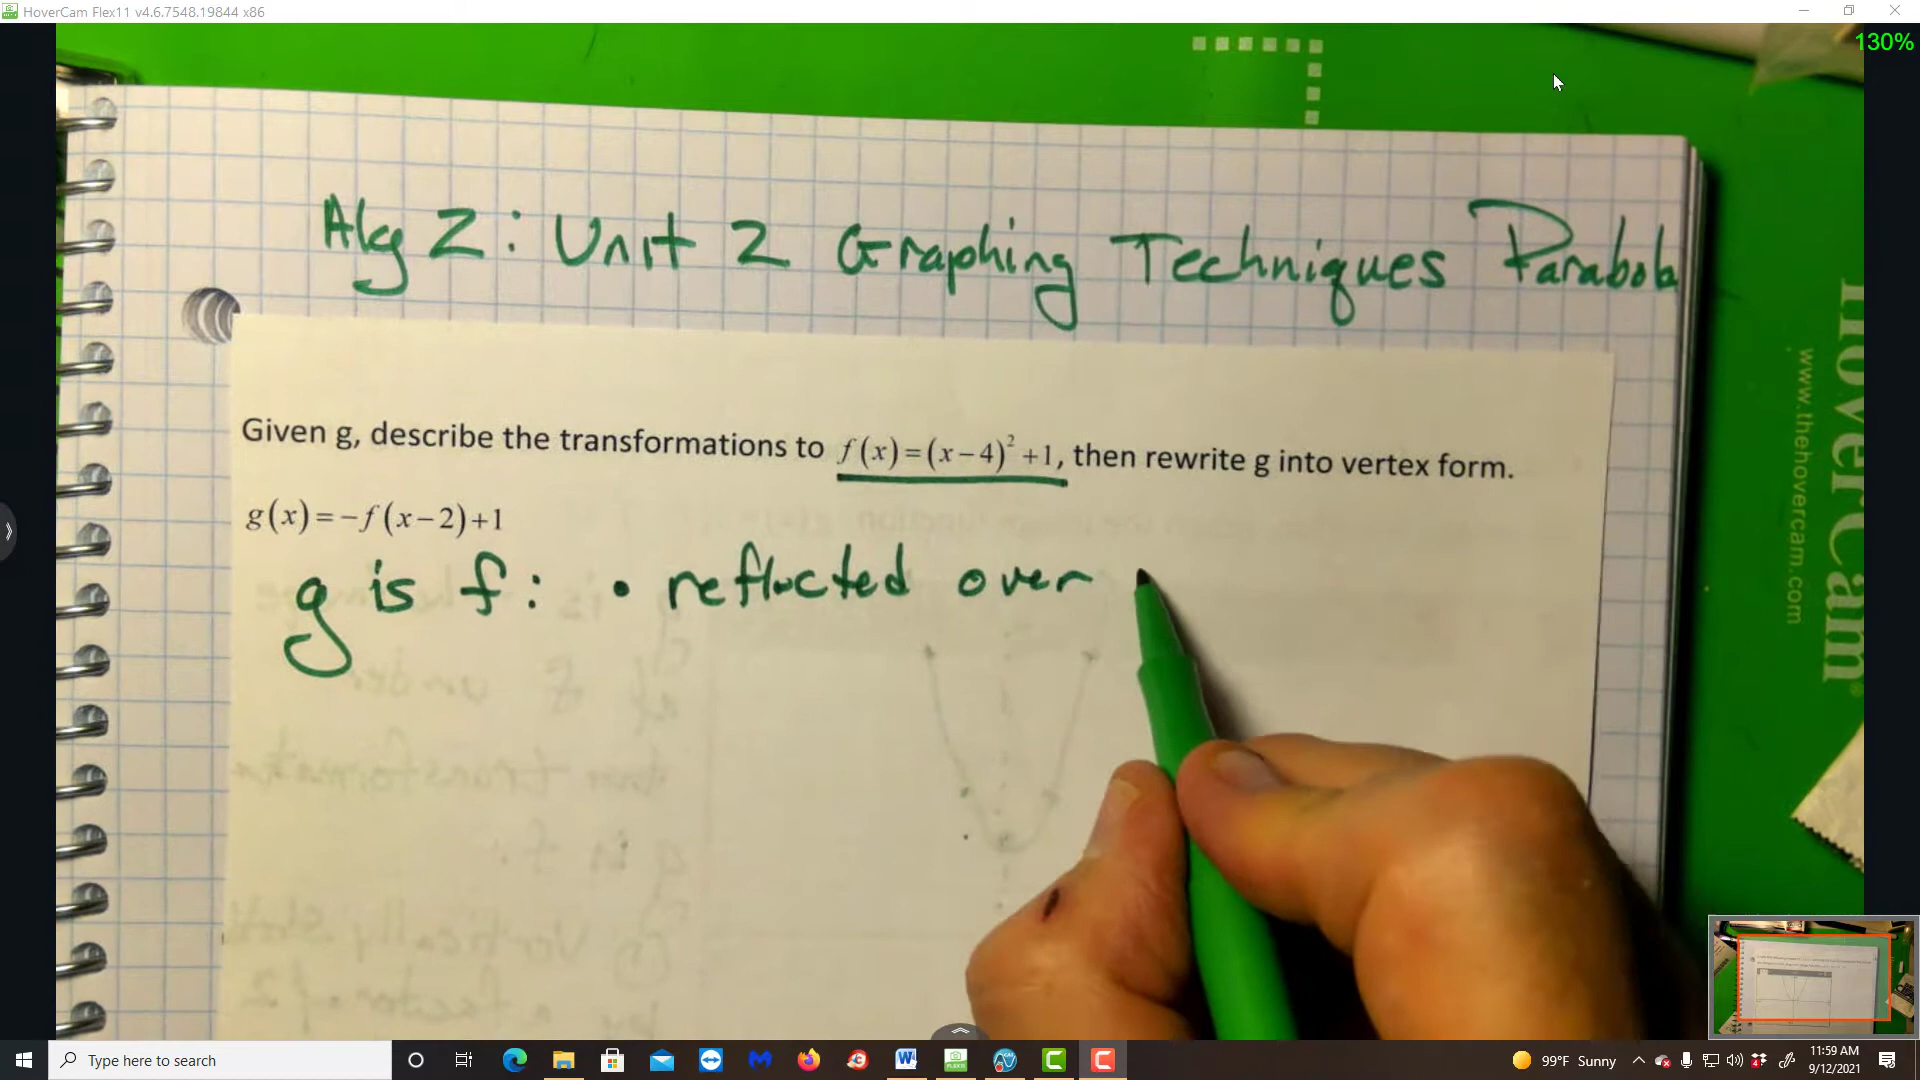 HoverCam Flex11 v4.6.7548.19844 x86
130%
Alg 2: Unit 2 Graphing Techniques Parabola
Given g, describe the transformations to f(x)=(x−4)²+1, then rewrite g into vertex form.
g(x)=−f(x−2)+1
g is f: • reflected over
HoverCam
www.thehovercam.com
Type here to search
99°F Sunny
11:59 AM
9/12/2021